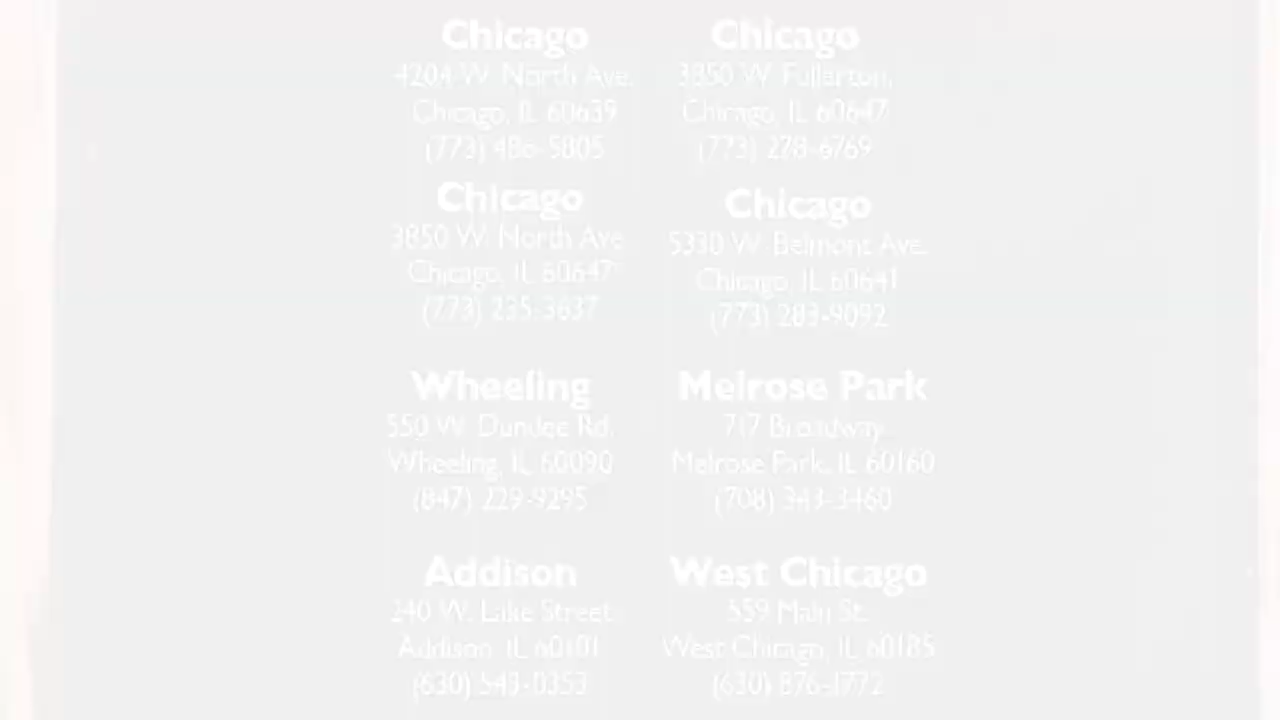 Chicago
4204 W. North Ave.
Chicago, IL 60639
(773) 486-5805
Chicago
3850 W. Fullerton.
Chicago, IL 60647
(773) 278-6769
Chicago
3850 W. North Ave
Chicago, IL 60647
(773) 235-3637
Chicago
5330 W. Belmont Ave.
Chicago, IL 60641
(773) 283-9092
Wheeling
550 W. Dundee Rd.
Wheeling, IL 60090
(847) 229-9295
Melrose Park
717 Broadway
Melrose Park, IL 60160
(708) 343-3460
Addison
240 W. Lake Street
Addison, IL 60101
(630) 543-0353
West Chicago
559 Main St.
West Chicago, IL 60185
(630) 876-1772